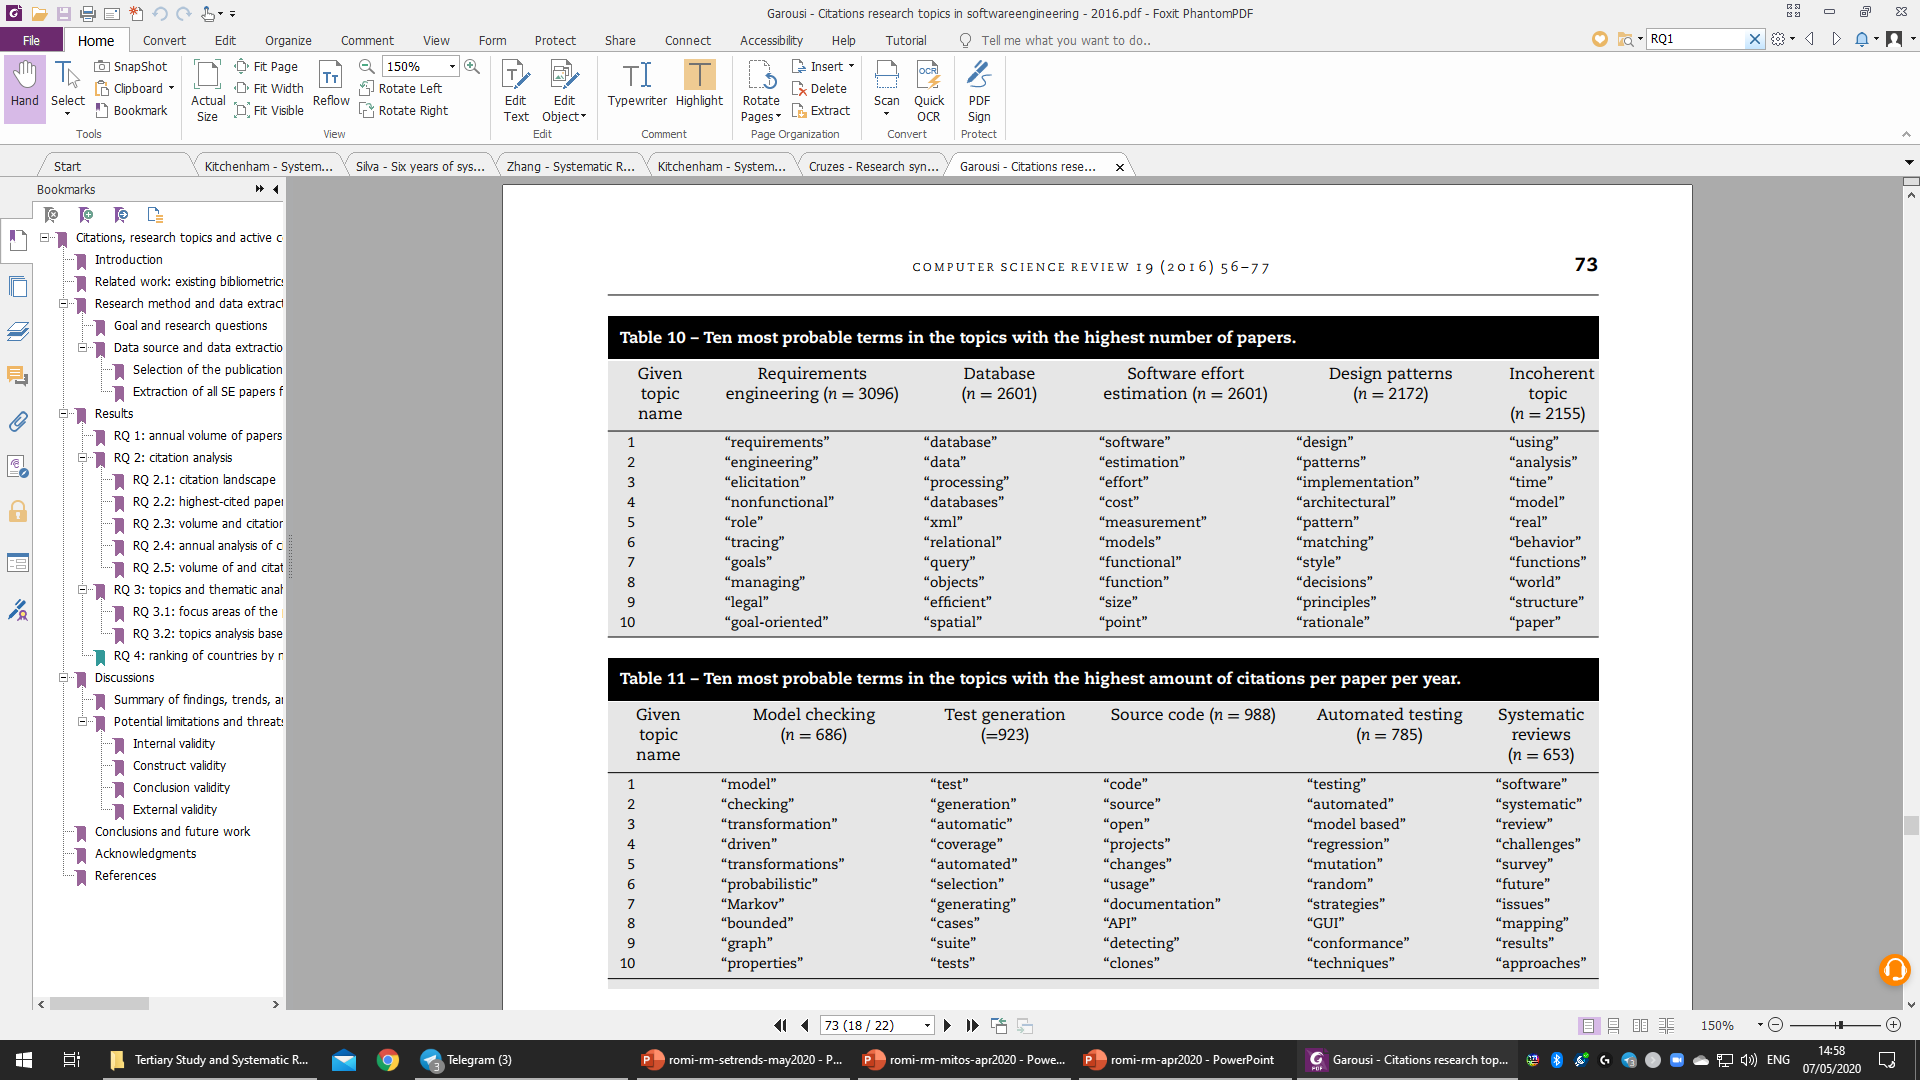 Garousi - Citations research topics in softwareengineering - 2016.pdf - Foxit PhantomPDF
File Home Convert Edit Organize Comment View Form Protect Share Connect Accessibility Help Tutorial Tell me what you want to do.. RQ1
Hand
Select
SnapShot
Clipboard
Bookmark
Tools
Actual Size
Fit Page
Fit Width
Fit Visible
Reflow
150%
Rotate Left
Rotate Right
View
Edit Text
Edit Object
Edit
Typewriter
Highlight
Comment
Rotate Pages
Insert
Delete
Extract
Page Organization
Scan
Quick OCR
Convert
PDF Sign
Protect
Start
Kitchenham - System...
Silva - Six years of sys...
Zhang - Systematic R...
Kitchenham - System...
Cruzes - Research syn...
Garousi - Citations rese...
Bookmarks
Citations, research topics and active c
Introduction
Related work: existing bibliometrics
Research method and data extract
Goal and research questions
Data source and data extractio
Selection of the publication
Extraction of all SE papers f
Results
RQ 1: annual volume of papers
RQ 2: citation analysis
RQ 2.1: citation landscape
RQ 2.2: highest-cited paper
RQ 2.3: volume and citation
RQ 2.4: annual analysis of c
RQ 2.5: volume of and citat
RQ 3: topics and thematic anal
RQ 3.1: focus areas of the
RQ 3.2: topics analysis base
RQ 4: ranking of countries by n
Discussions
Summary of findings, trends, a
Potential limitations and threats
Internal validity
Construct validity
Conclusion validity
External validity
Conclusions and future work
Acknowledgments
References
COMPUTER SCIENCE REVIEW 19 (2016) 56–77 73
Table 10 – Ten most probable terms in the topics with the highest number of papers.
Given topic name Requirements engineering (n = 3096) Database (n = 2601) Software effort estimation (n = 2601) Design patterns (n = 2172) Incoherent topic (n = 2155)
1 “requirements” “database” “software” “design” “using”
2 “engineering” “data” “estimation” “patterns” “analysis”
3 “elicitation” “processing” “effort” “implementation” “time”
4 “nonfunctional” “databases” “cost” “architectural” “model”
5 “role” “xml” “measurement” “pattern” “real”
6 “tracing” “relational” “models” “matching” “behavior”
7 “goals” “query” “functional” “style” “functions”
8 “managing” “objects” “function” “decisions” “world”
9 “legal” “efficient” “size” “principles” “structure”
10 “goal-oriented” “spatial” “point” “rationale” “paper”
Table 11 – Ten most probable terms in the topics with the highest amount of citations per paper per year.
Given topic name Model checking (n = 686) Test generation (=923) Source code (n = 988) Automated testing (n = 785) Systematic reviews (n = 653)
1 “model” “test” “code” “testing” “software”
2 “checking” “generation” “source” “automated” “systematic”
3 “transformation” “automatic” “open” “model based” “review”
4 “driven” “coverage” “projects” “regression” “challenges”
5 “transformations” “automated” “changes” “mutation” “survey”
6 “probabilistic” “selection” “usage” “random” “future”
7 “Markov” “generating” “documentation” “strategies” “issues”
8 “bounded” “cases” “API” “GUI” “mapping”
9 “graph” “suite” “detecting” “conformance” “results”
10 “properties” “tests” “clones” “techniques” “approaches”
73 (18 / 22)
150%
Tertiary Study and Systematic R...
Telegram (3)
romi-rm-setrends-may2020 - P...
romi-rm-mitos-apr2020 - Powe...
romi-rm-apr2020 - PowerPoint
Garousi - Citations research top...
ENG
14:58
07/05/2020